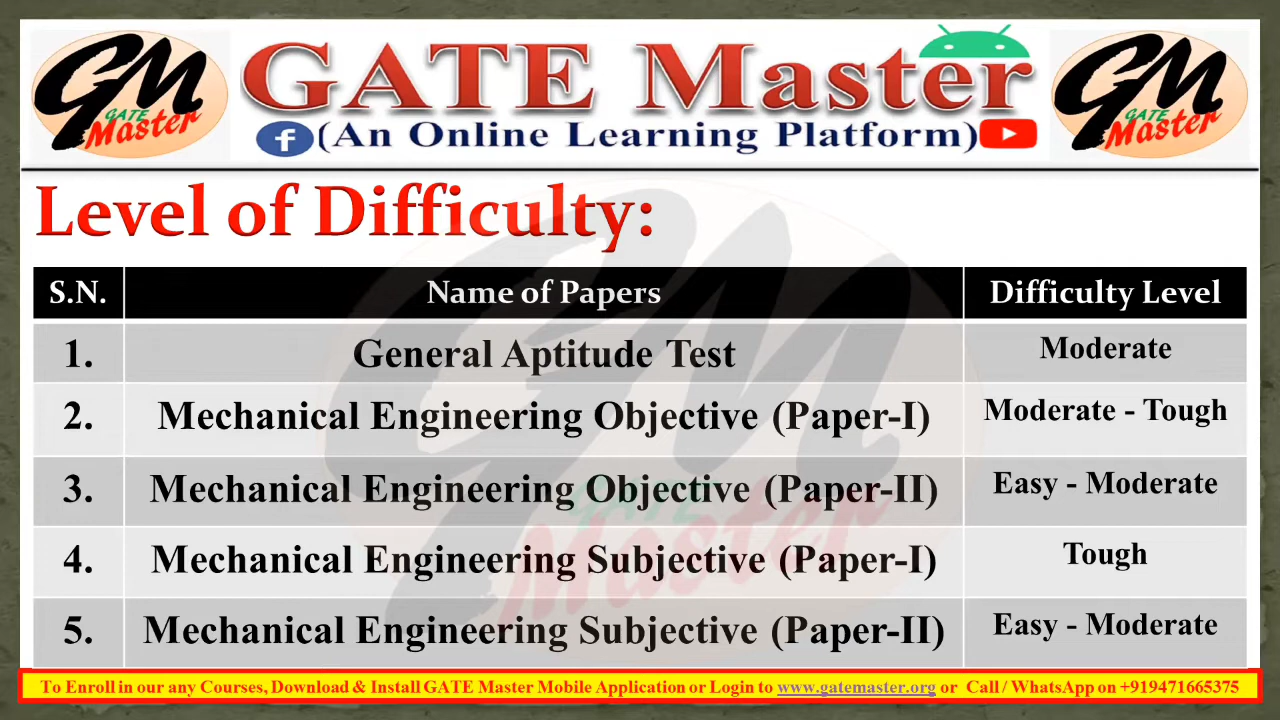 GM GATE Master
GATE Master
GM GATE Master
f (An Online Learning Platform)
Level of Difficulty:
S.N. Name of Papers Difficulty Level
1. General Aptitude Test Moderate
2. Mechanical Engineering Objective (Paper-I) Moderate - Tough
3. Mechanical Engineering Objective (Paper-II) Easy - Moderate
4. Mechanical Engineering Subjective (Paper-I) Tough
5. Mechanical Engineering Subjective (Paper-II) Easy - Moderate
GM GATE Master
To Enroll in our any Courses, Download & Install GATE Master Mobile Application or Login to www.gatemaster.org or Call / WhatsApp on +919471665375